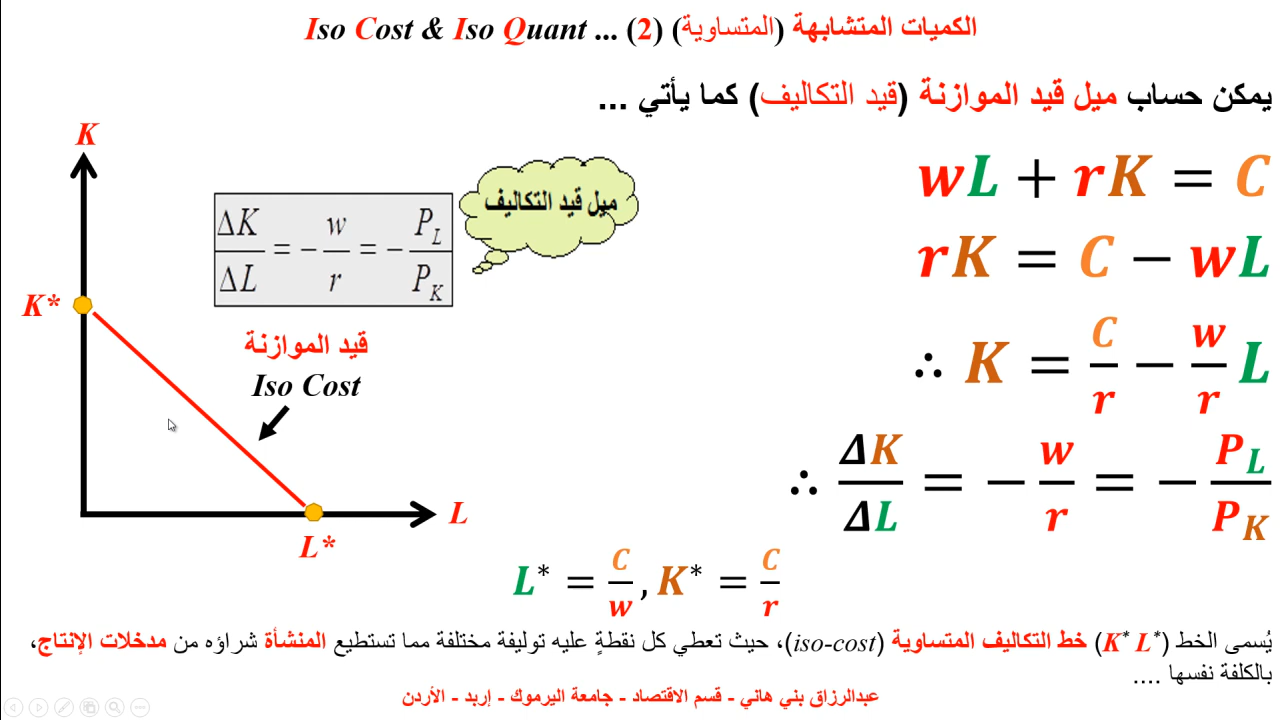 الكميات المتشابهة (المتساوية) (2) ... Iso Cost & Iso Quant
يمكن حساب ميل قيد الموازنة (قيد التكاليف) كما يأتي ...
wL + rK = C
rK = C − wL
∴ K = C/r − w/r L
∴ ΔK/ΔL = − w/r = − P_L/P_K
ميل قيد التكاليف
ΔK/ΔL = − w/r = − P_L/P_K
K
K*
قيد الموازنة
Iso Cost
L
L*
L* = C/w , K* = C/r
يُسمى الخط (K* L*) خط التكاليف المتساوية (iso-cost)، حيث تعطي كل نقطةٍ عليه توليفة مختلفة مما تستطيع المنشأة شراؤه من مدخلات الإنتاج،
بالكلفة نفسها ....
عبدالرزاق بني هاني - قسم الاقتصاد - جامعة اليرموك - إربد - الأردن